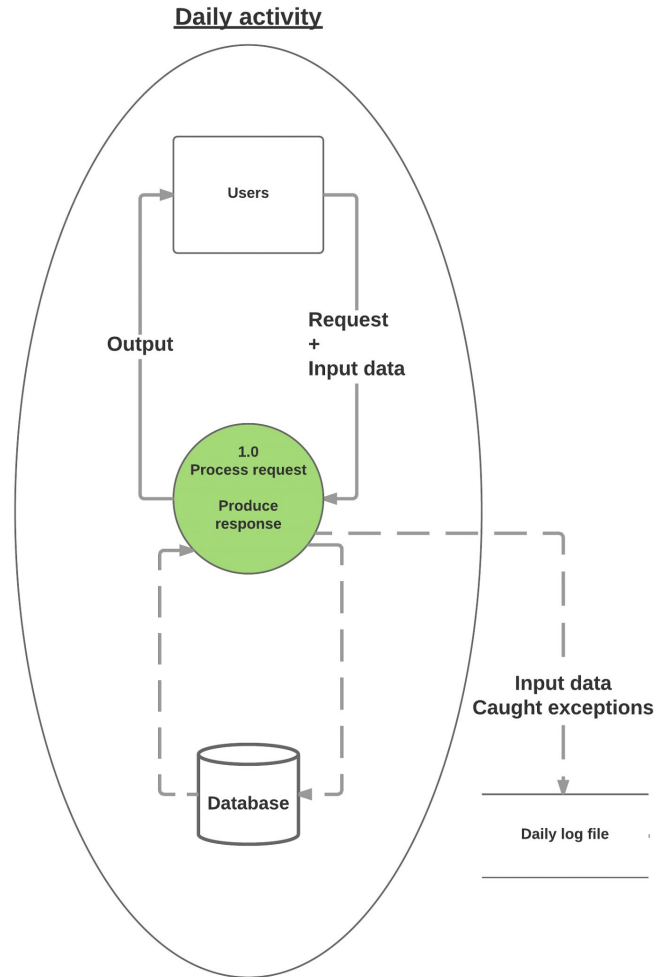 Daily activity
Users
Output
Request
+
Input data
1.0
Process request
Produce
response
Input data
Caught exceptions
Database
Daily log file